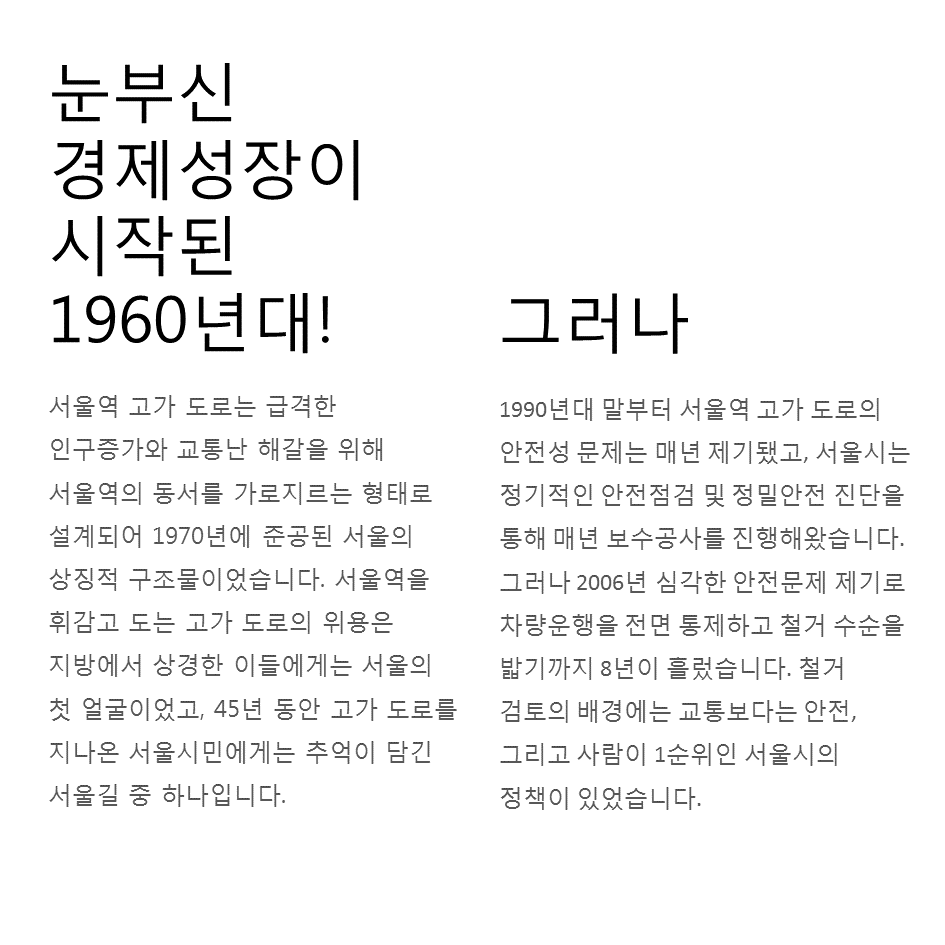 눈부신
경제성장이
시작된
1960년대!
서울역 고가 도로는 급격한
인구증가와 교통난 해갈을 위해
서울역의 동서를 가로지르는 형태로
설계되어 1970년에 준공된 서울의
상징적 구조물이었습니다. 서울역을
휘감고 도는 고가 도로의 위용은
지방에서 상경한 이들에게는 서울의
첫 얼굴이었고, 45년 동안 고가 도로를
지나온 서울시민에게는 추억이 담긴
서울길 중 하나입니다.
그러나
1990년대 말부터 서울역 고가 도로의
안전성 문제는 매년 제기됐고, 서울시는
정기적인 안전점검 및 정밀안전 진단을
통해 매년 보수공사를 진행해왔습니다.
그러나 2006년 심각한 안전문제 제기로
차량운행을 전면 통제하고 철거 수순을
밟기까지 8년이 흘렀습니다. 철거
검토의 배경에는 교통보다는 안전,
그리고 사람이 1순위인 서울시의
정책이 있었습니다.